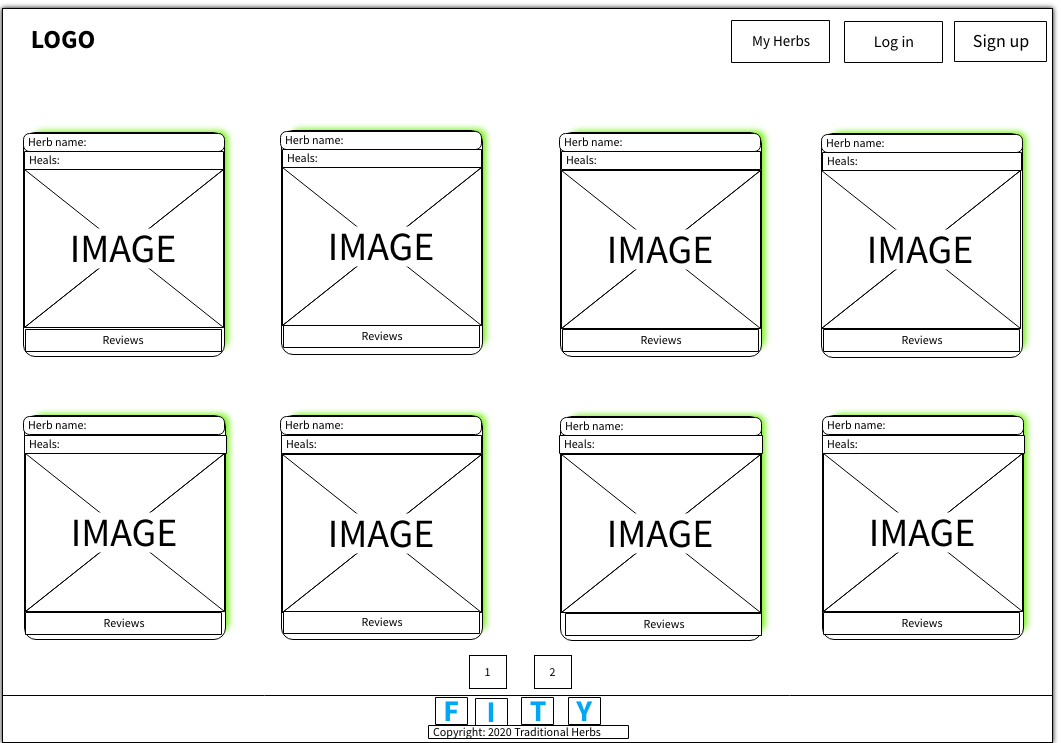 LOGO
My Herbs
Log in
Sign up
Herb name:
Heals:
IMAGE
Reviews
Herb name:
Heals:
IMAGE
Reviews
Herb name:
Heals:
IMAGE
Reviews
Herb name:
Heals:
IMAGE
Reviews
Herb name:
Heals:
IMAGE
Reviews
Herb name:
Heals:
IMAGE
Reviews
Herb name:
Heals:
IMAGE
Reviews
Herb name:
Heals:
IMAGE
Reviews
1 2
F I T Y
Copyright: 2020 Traditional Herbs